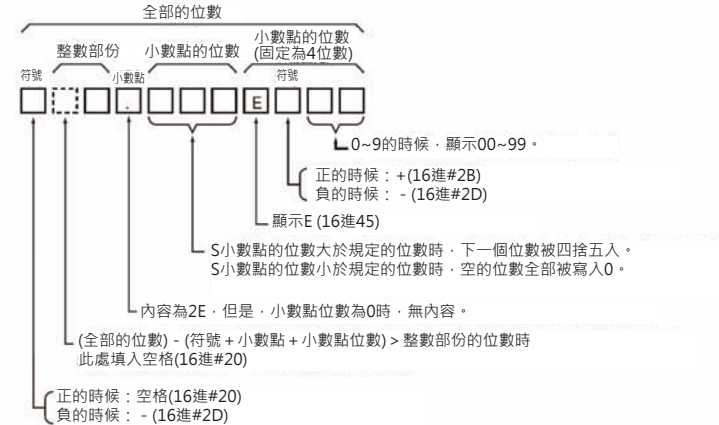 全部的位數
小數點的位數
整數部份 小數點的位數 (固定為4位數)
符號 小數點 符號
. E
0~9的時候﹐顯示00~99。
正的時候：+(16進#2B)
負的時候： - (16進#2D)
顯示E (16進45)
S小數點的位數大於規定的位數時﹐下一個位數被四捨五入。
S小數點的位數小於規定的位數時﹐空的位數全部被寫入0。
內容為2E﹐但是﹐小數點位數為0時﹐無內容。
(全部的位數) - (符號 + 小數點 + 小數點位數) > 整數部份的位數時
此處填入空格(16進#20)
正的時候：空格(16進#20)
負的時候： - (16進#2D)